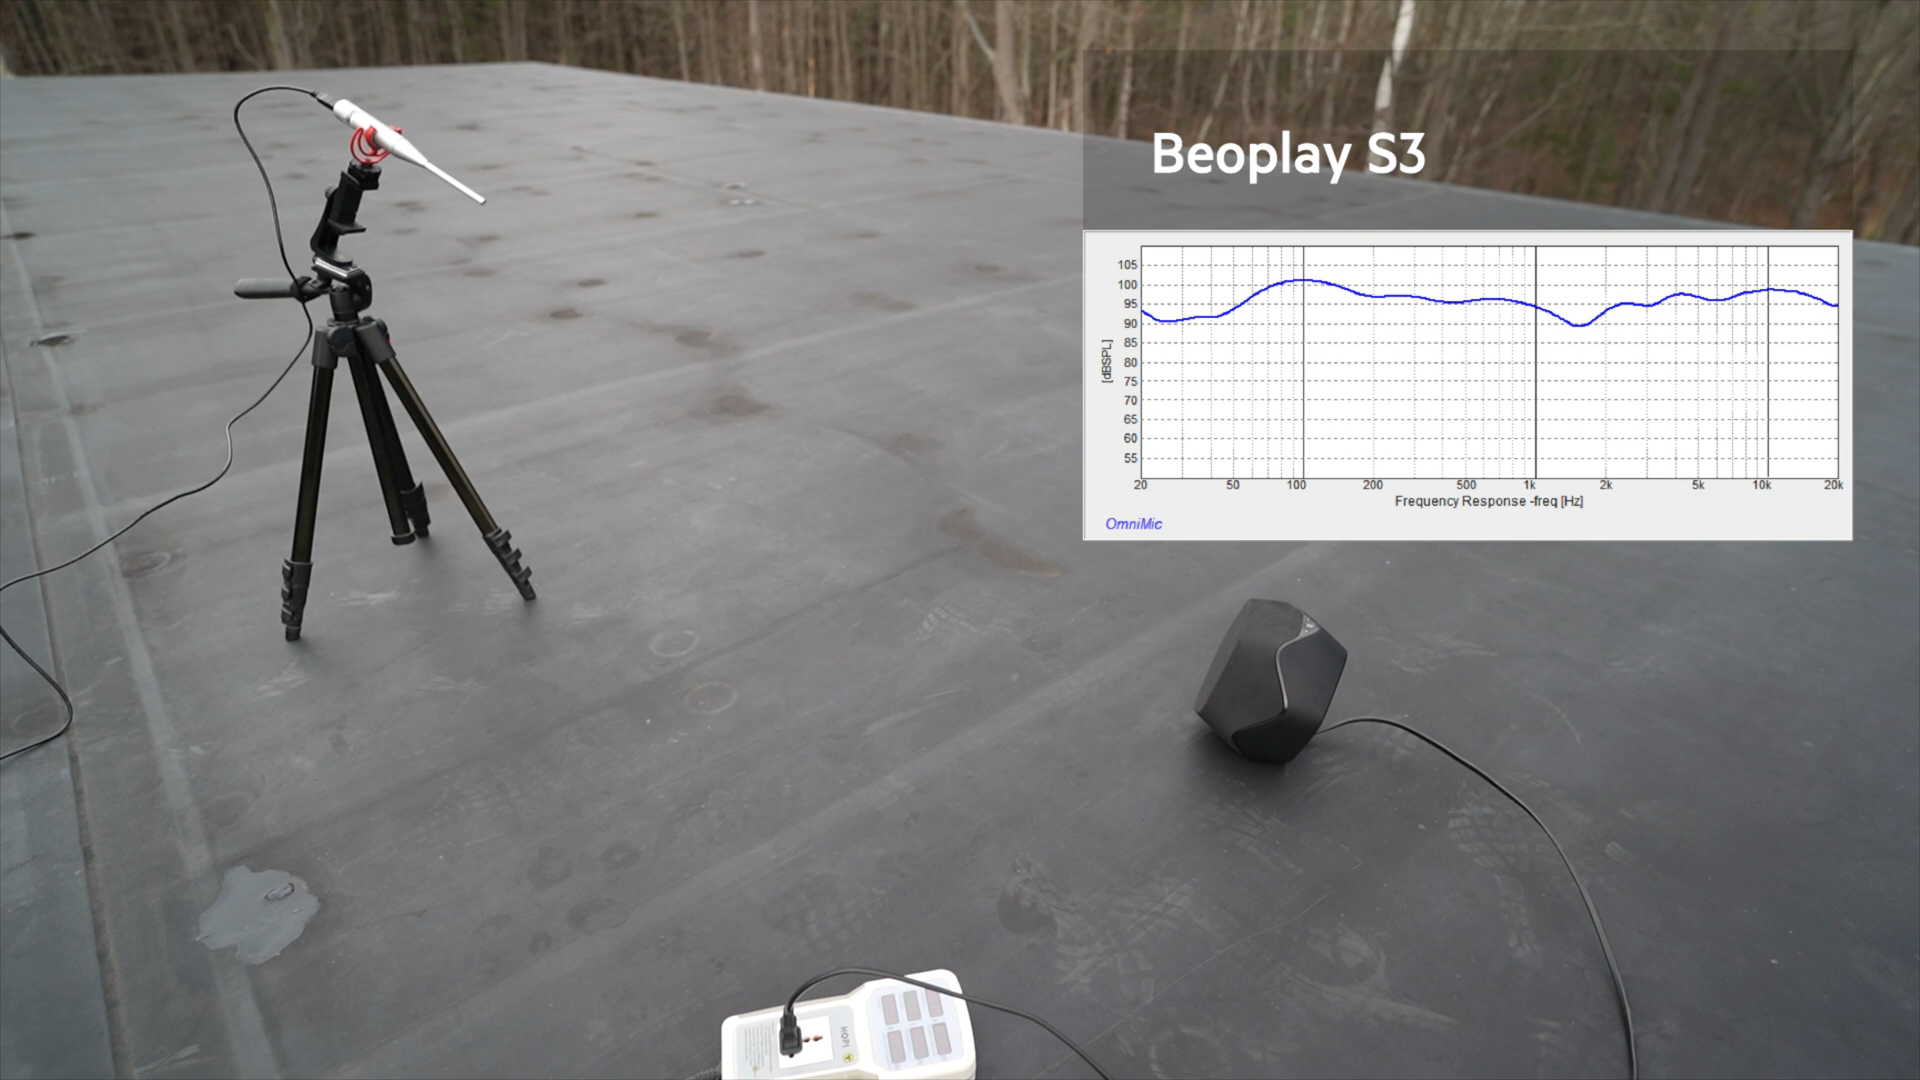 Beoplay S3
105
100
95
90
85
80
75
70
65
60
55
[dBSPL]
20 50 100 200 500 1k 2k 5k 10k 20k
Frequency Response -freq [Hz]
OmniMic
HOPI